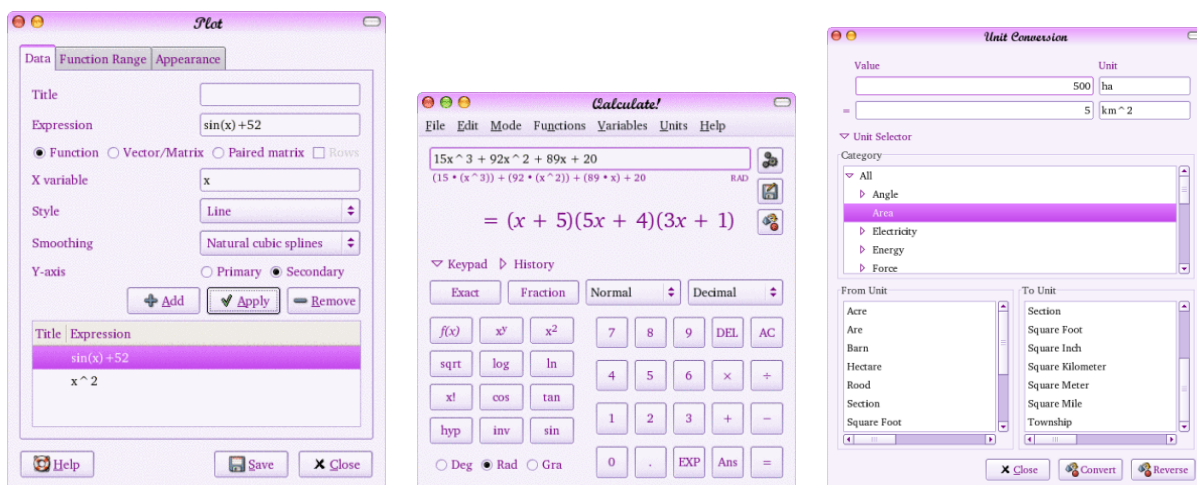 Plot
Data Function Range Appearance
Title
Expression sin(x)+52
Function Vector/Matrix Paired matrix Rows
X variable x
Style Line
Smoothing Natural cubic splines
Y-axis Primary Secondary
Add Apply Remove
Title Expression
sin(x)+52
x^2
Help Save Close
Qalculate!
File Edit Mode Functions Variables Units Help
15x^3 + 92x^2 + 89x + 20
(15 • (x^3)) + (92 • (x^2)) + (89 • x) + 20 RAD
= (x + 5)(5x + 4)(3x + 1)
Keypad History
Exact Fraction Normal Decimal
f(x) xʸ x² 7 8 9 DEL AC
sqrt log ln 4 5 6 × ÷
x! cos tan 1 2 3 + −
hyp inv sin 0 . EXP Ans =
Deg Rad Gra
Unit Conversion
Value Unit
500 ha
= 5 km^2
Unit Selector
Category
All
Angle
Area
Electricity
Energy
Force
From Unit
Acre
Are
Barn
Hectare
Rood
Section
Square Foot
To Unit
Section
Square Foot
Square Inch
Square Kilometer
Square Meter
Square Mile
Township
Close Convert Reverse